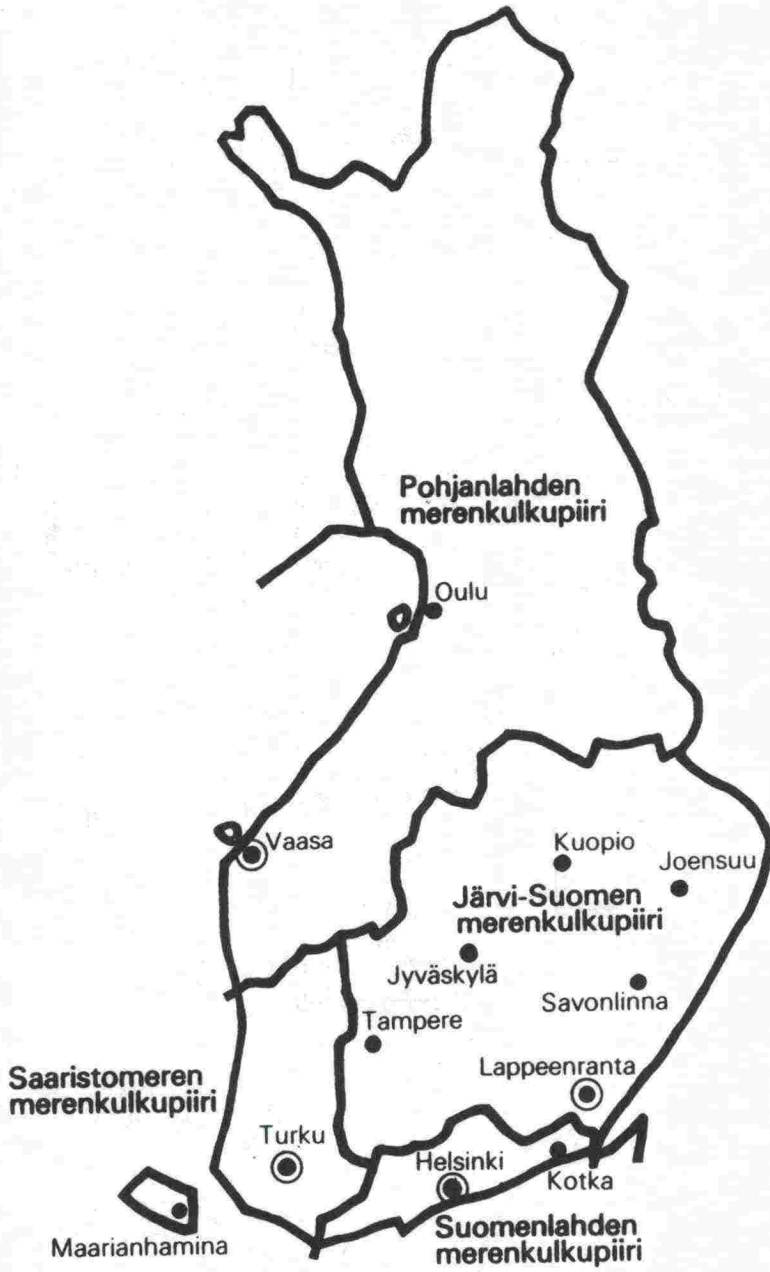 Pohjanlahden
merenkulkupiiri
Oulu
Vaasa
Kuopio
Joensuu
Järvi-Suomen
merenkulkupiiri
Jyväskylä
Savonlinna
Tampere
Saaristomeren
merenkulkupiiri
Lappeenranta
Turku
Helsinki
Kotka
Maarianhamina
Suomenlahden
merenkulkupiiri